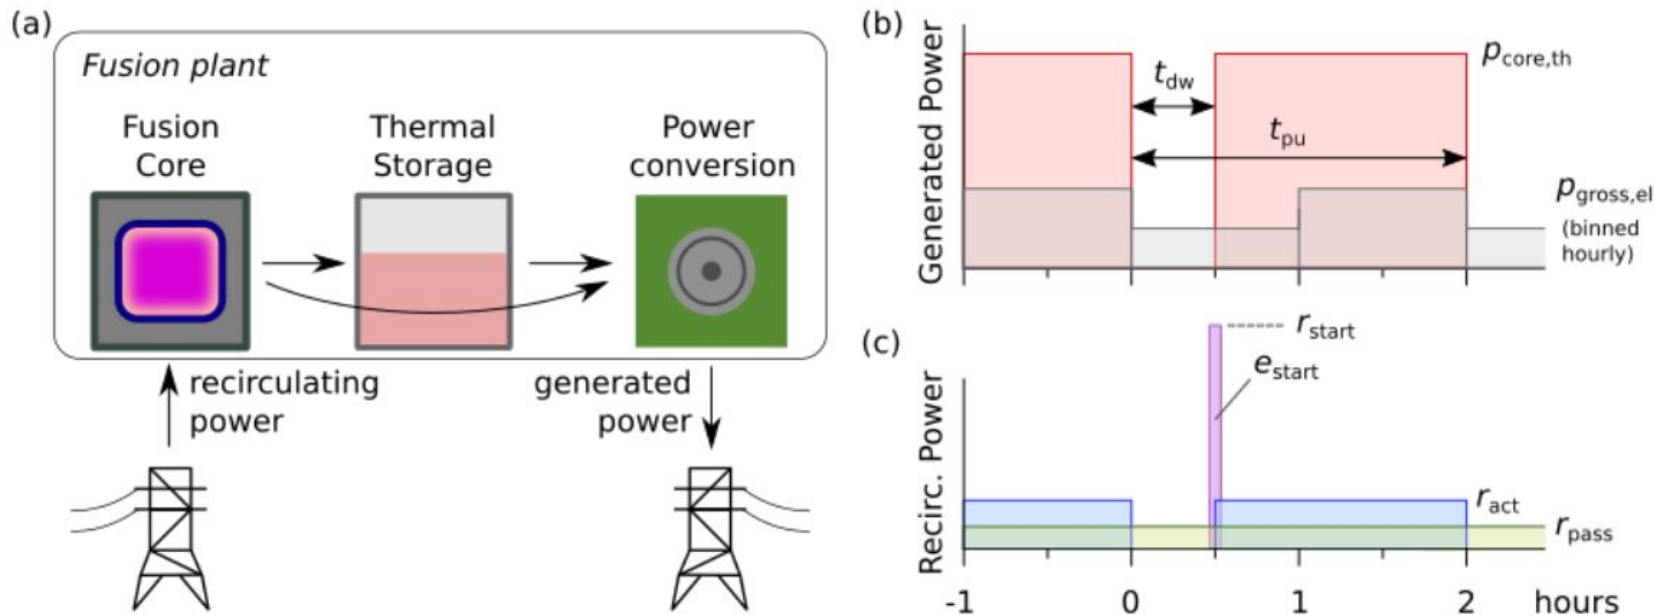 (a)
Fusion plant
Fusion
Core
Thermal
Storage
Power
conversion
recirculating
power
generated
power
(b)
Generated Power
t_dw
t_pu
p_core,th
p_gross,el
(binned
hourly)
(c)
Recirc. Power
r_start
e_start
r_act
r_pass
-1 0 1 2 hours